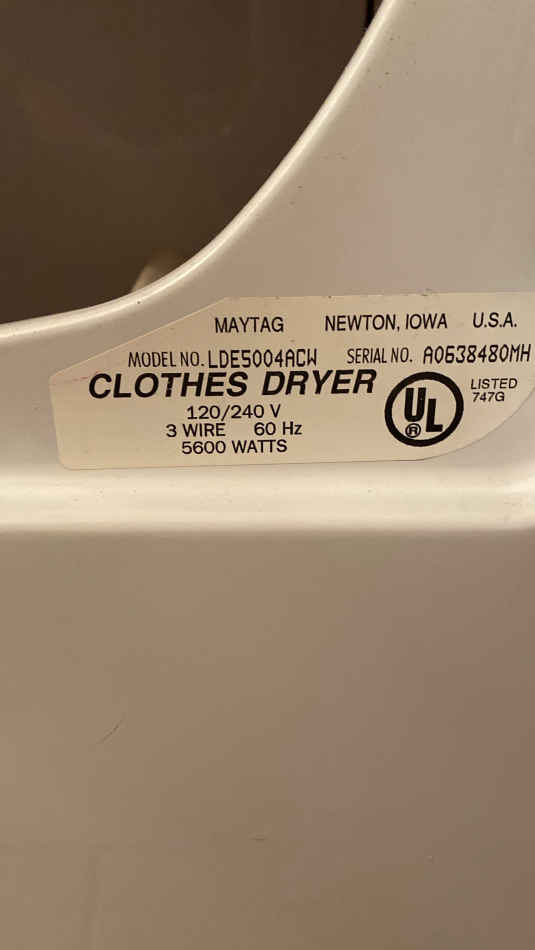 MAYTAG NEWTON, IOWA U.S.A.
MODEL NO. LDE5004ACW SERIAL NO. A0638480MH
CLOTHES DRYER
120/240 V
3 WIRE 60 Hz
5600 WATTS
UL ®
LISTED
747G